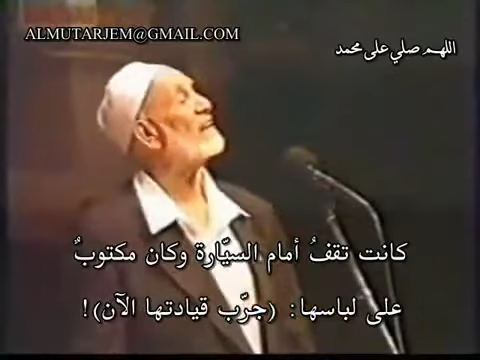 ALMUTARJEM@GMAIL.COM
اللهم صلي على محمد
كانت تقفُ أمام السيّارة وكان مكتوبٌ
على لباسها: (جرّب قيادتها الآن)!